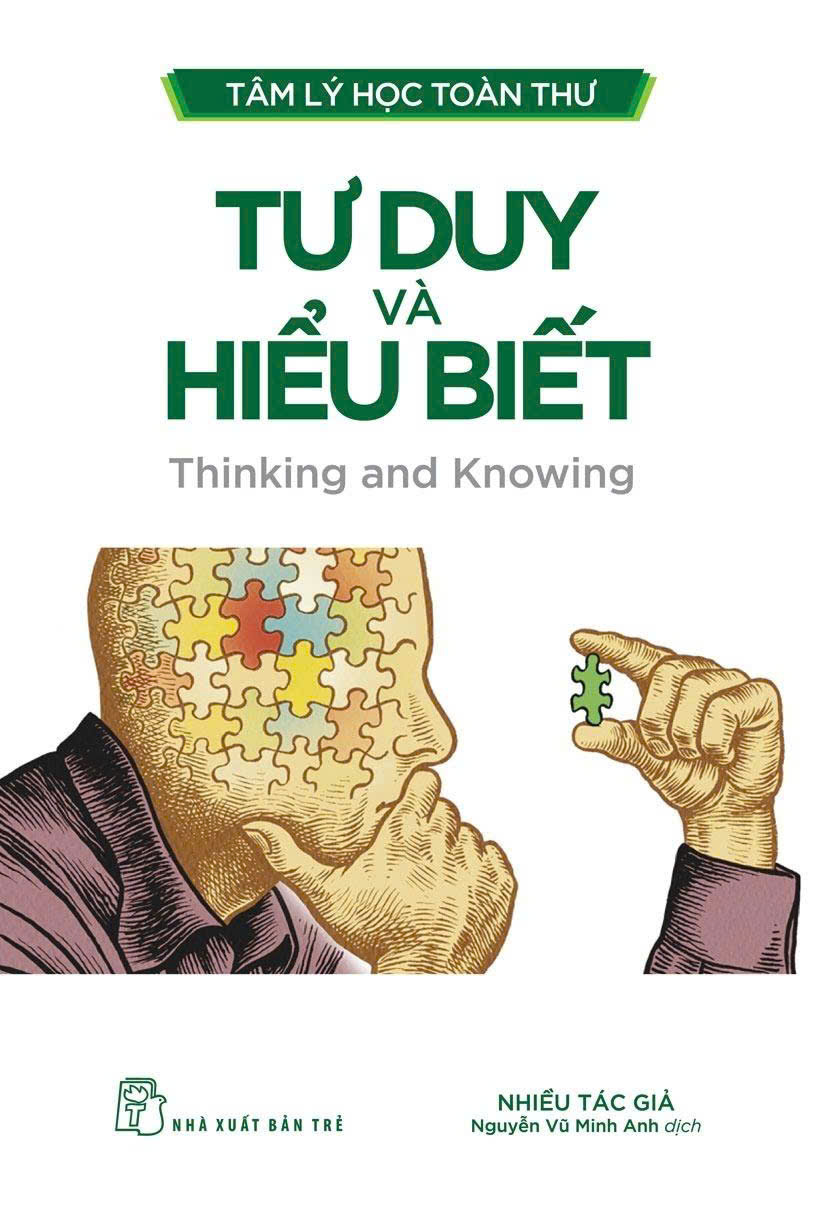 TÂM LÝ HỌC TOÀN THƯ
TƯ DUY
VÀ
HIỂU BIẾT
Thinking and Knowing
NHÀ XUẤT BẢN TRẺ
NHIỀU TÁC GIẢ
Nguyễn Vũ Minh Anh dịch